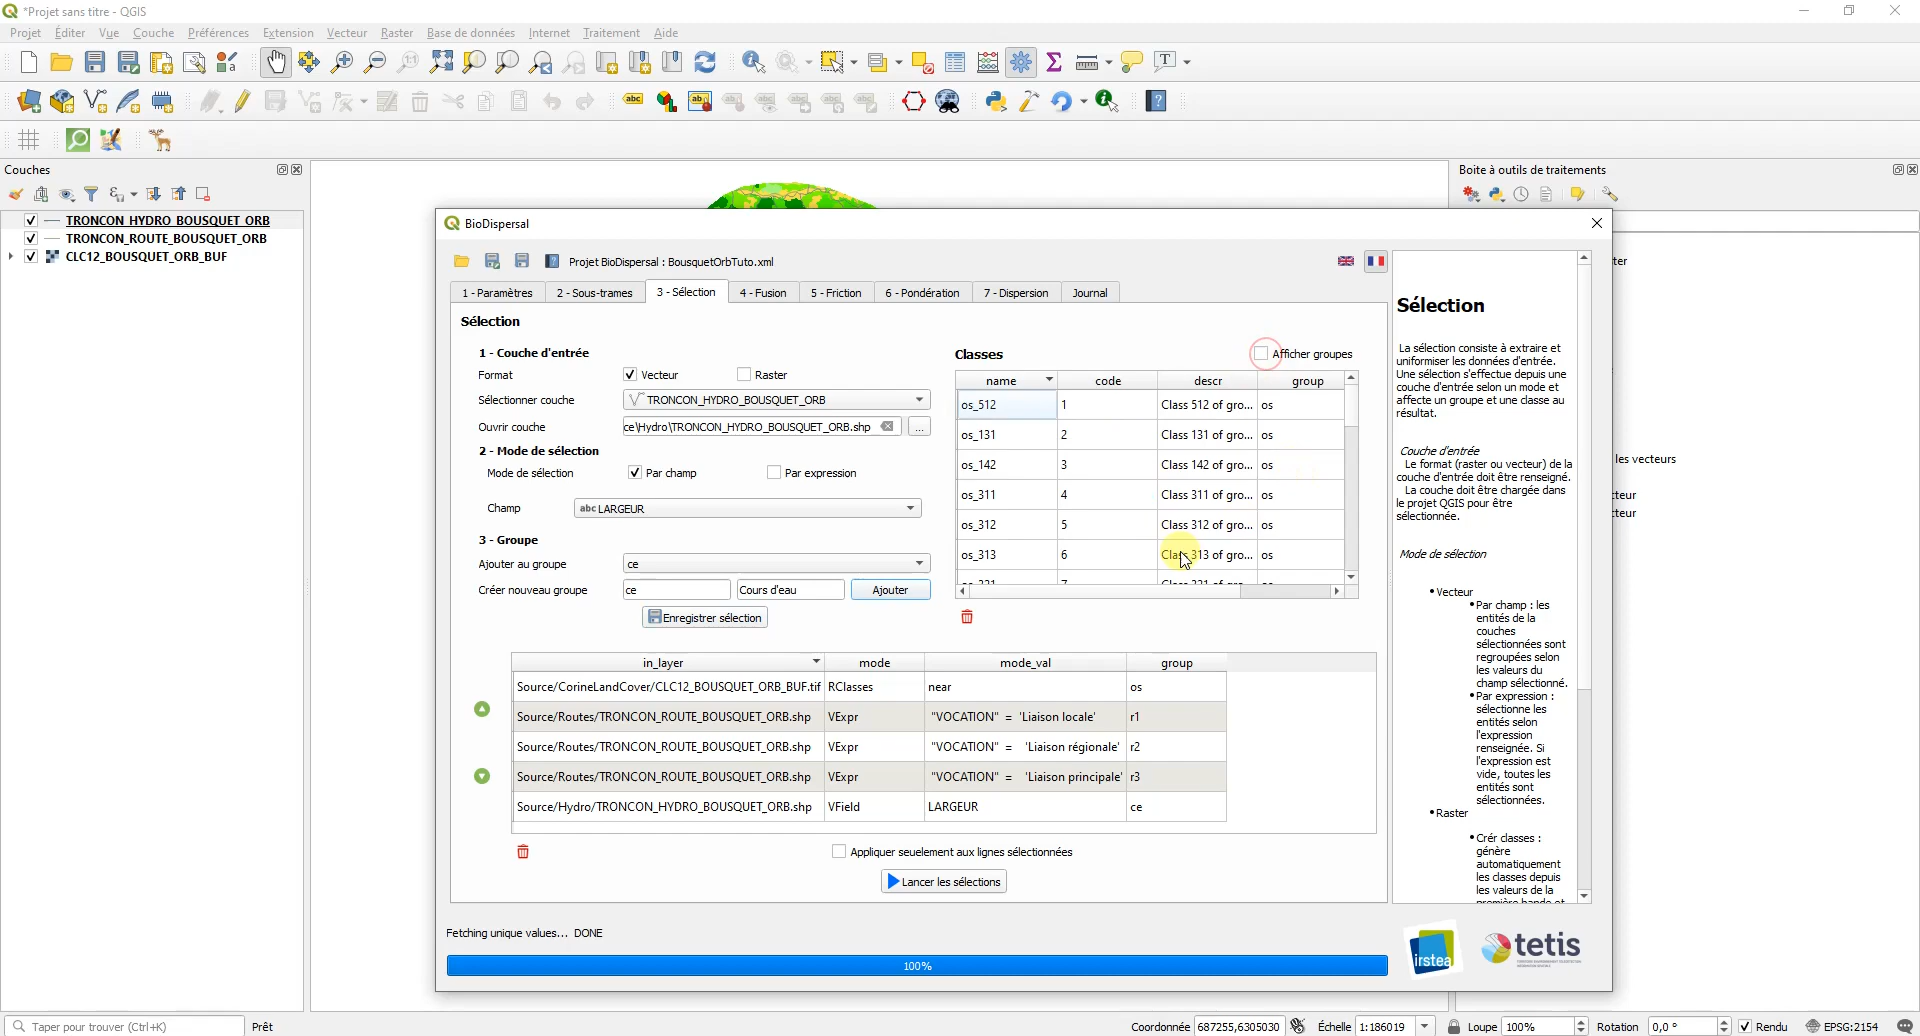 *Projet sans titre - QGIS
Projet Éditer Vue Couche Préférences Extension Vecteur Raster Base de données Internet Traitement Aide
Couches
TRONCON_HYDRO_BOUSQUET_ORB
TRONCON_ROUTE_BOUSQUET_ORB
CLC12_BOUSQUET_ORB_BUF
Boite à outils de traitements
ter
les vecteurs
cteur
cteur
BioDispersal
Projet BioDispersal : BousquetOrbTuto.xml
1 - Paramètres 2 - Sous-trames 3 - Sélection 4 - Fusion 5 - Friction 6 - Pondération 7 - Dispersion Journal
Sélection
1 - Couche d'entrée
Format Vecteur Raster
Sélectionner couche TRONCON_HYDRO_BOUSQUET_ORB
Ouvrir couche ce\Hydro\TRONCON_HYDRO_BOUSQUET_ORB.shp ...
2 - Mode de sélection
Mode de sélection Par champ Par expression
Champ abc LARGEUR
3 - Groupe
Ajouter au groupe ce
Créer nouveau groupe ce Cours d'eau Ajouter
Enregistrer sélection
Classes Afficher groupes
name code descr group
os_512 1 Class 512 of gro... os
os_131 2 Class 131 of gro... os
os_142 3 Class 142 of gro... os
os_311 4 Class 311 of gro... os
os_312 5 Class 312 of gro... os
os_313 6 Class 313 of gro... os
in_layer mode mode_val group
Source/CorineLandCover/CLC12_BOUSQUET_ORB_BUF.tif RClasses near os
Source/Routes/TRONCON_ROUTE_BOUSQUET_ORB.shp VExpr "VOCATION" = 'Liaison locale' r1
Source/Routes/TRONCON_ROUTE_BOUSQUET_ORB.shp VExpr "VOCATION" = 'Liaison régionale' r2
Source/Routes/TRONCON_ROUTE_BOUSQUET_ORB.shp VExpr "VOCATION" = 'Liaison principale' r3
Source/Hydro/TRONCON_HYDRO_BOUSQUET_ORB.shp VField LARGEUR ce
Appliquer seuelement aux lignes sélectionnées
Lancer les sélections
Fetching unique values... DONE
100%
Sélection
La sélection consiste à extraire et
uniformiser les données d'entrée.
Une sélection s'effectue depuis une
couche d'entrée selon un mode et
affecte un groupe et une classe au
résultat.
Couche d'entrée
Le format (raster ou vecteur) de la
couche d'entrée doit être renseigné.
La couche doit être chargée dans
le projet QGIS pour être
sélectionnée.
Mode de sélection
•Vecteur
•Par champ : les
entités de la
couches
sélectionnées sont
regroupées selon
les valeurs du
champ sélectionné.
•Par expression :
sélectionne les
entités selon
l'expression
renseignée. Si
l'expression est
vide, toutes les
entités sont
sélectionnées.
•Raster
•Crér classes :
génère
automatiquement
les classes depuis
les valeurs de la
première bande et
irstea
tetis
Taper pour trouver (Ctrl+K) Prêt Coordonnée 687255,6305030 Échelle 1:186019 Loupe 100% Rotation 0,0 ° Rendu EPSG:2154